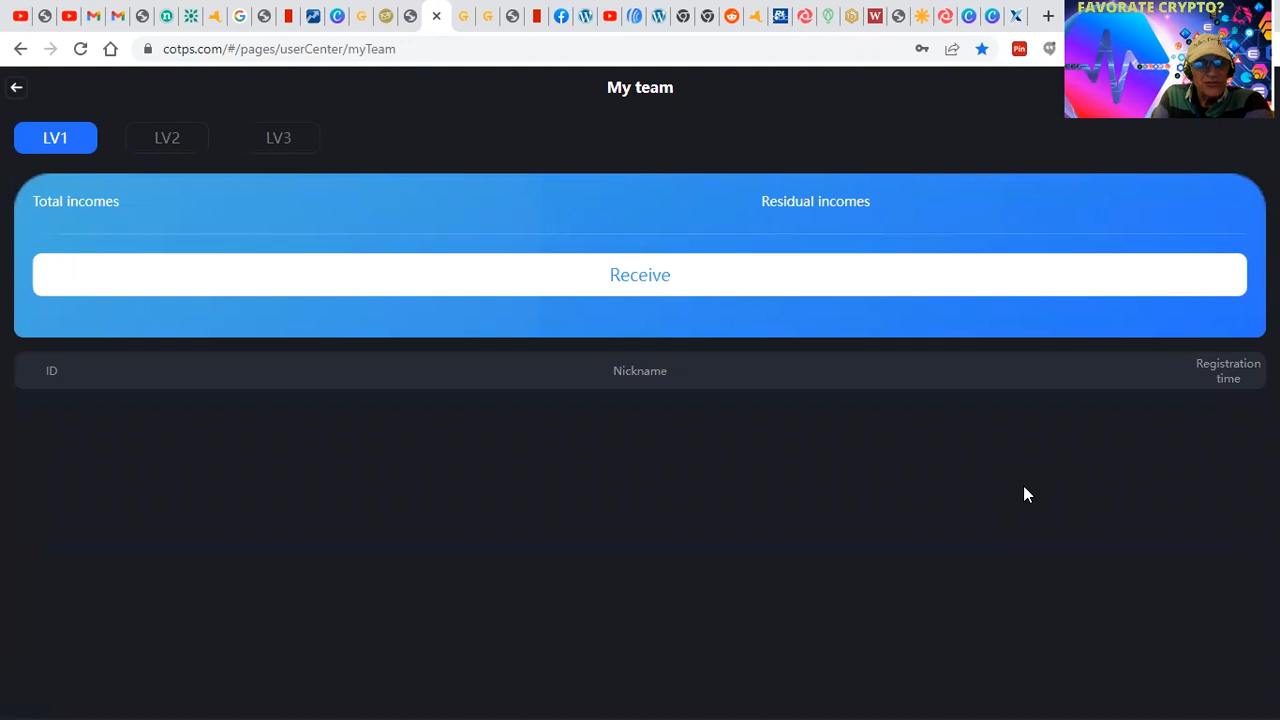 FAVORATE CRYPTO?
cotps.com/#/pages/userCenter/myTeam
Pin
My team
LV1 LV2 LV3
Total incomes Residual incomes
Receive
ID Nickname Registration
time